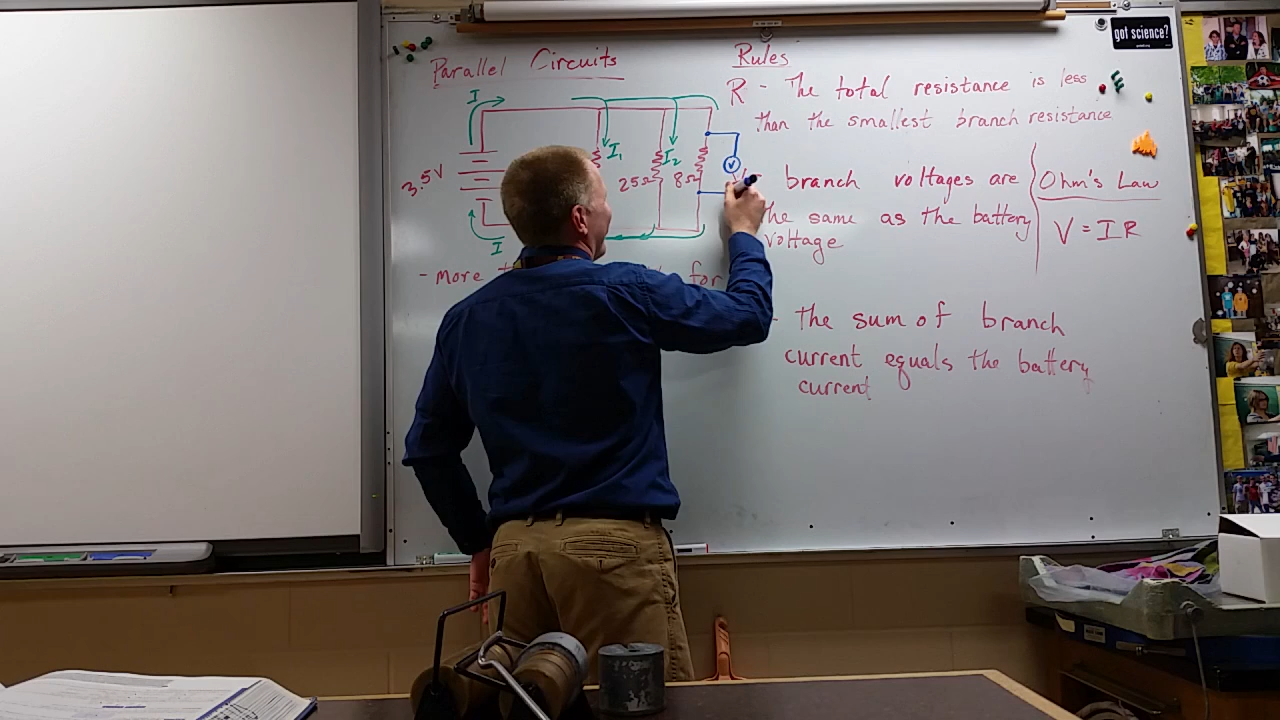 Parallel Circuits
I
I₁
I₂
3.5V
25Ω
8Ω
V
I
- more
for
Rules
R - The total resistance is less
than the smallest branch resistance
branch voltages are
the same as the battery
voltage
- the sum of branch
current equals the battery
current
Ohm's Law
V = IR
got science?